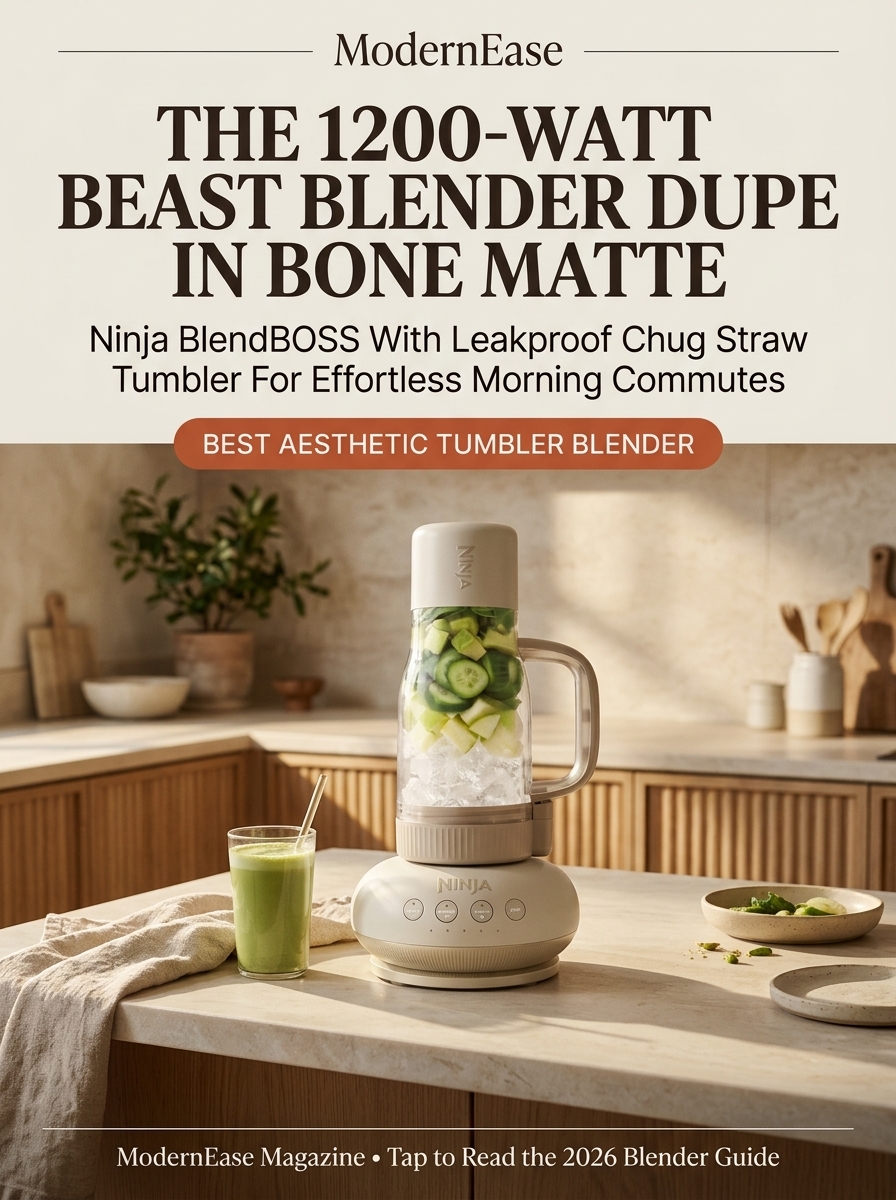 ModernEase
THE 1200-WATT
BEAST BLENDER DUPE
IN BONE MATTE
Ninja BlendBOSS With Leakproof Chug Straw
Tumbler For Effortless Morning Commutes
BEST AESTHETIC TUMBLER BLENDER
NINJA
NINJA
ModernEase Magazine • Tap to Read the 2026 Blender Guide